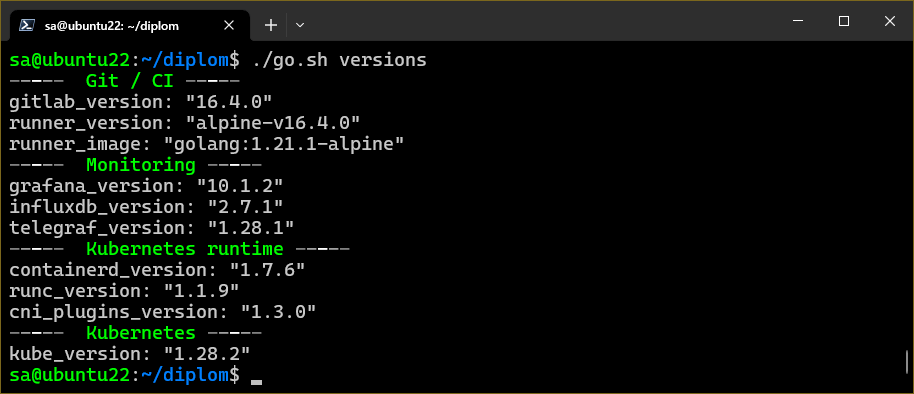 sa@ubuntu22: ~/diplom
sa@ubuntu22:~/diplom$ ./go.sh versions
----- Git / CI -----
gitlab_version: "16.4.0"
runner_version: "alpine-v16.4.0"
runner_image: "golang:1.21.1-alpine"
----- Monitoring -----
grafana_version: "10.1.2"
influxdb_version: "2.7.1"
telegraf_version: "1.28.1"
----- Kubernetes runtime -----
containerd_version: "1.7.6"
runc_version: "1.1.9"
cni_plugins_version: "1.3.0"
----- Kubernetes -----
kube_version: "1.28.2"
sa@ubuntu22:~/diplom$